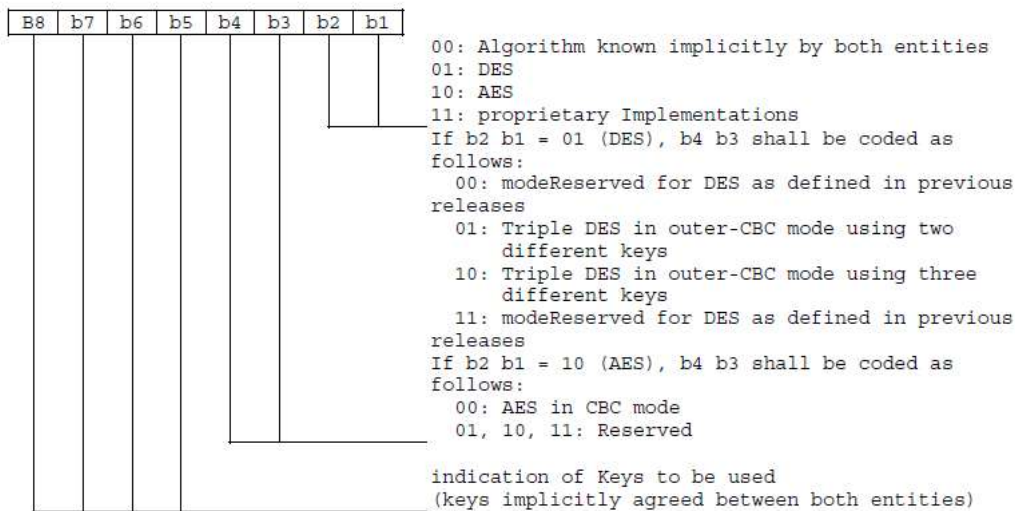 B8 b7 b6 b5 b4 b3 b2 b1
00: Algorithm known implicitly by both entities
01: DES
10: AES
11: proprietary Implementations
If b2 b1 = 01 (DES), b4 b3 shall be coded as
follows:
00: modeReserved for DES as defined in previous
releases
01: Triple DES in outer-CBC mode using two
different keys
10: Triple DES in outer-CBC mode using three
different keys
11: modeReserved for DES as defined in previous
releases
If b2 b1 = 10 (AES), b4 b3 shall be coded as
follows:
00: AES in CBC mode
01, 10, 11: Reserved
indication of Keys to be used
(keys implicitly agreed between both entities)